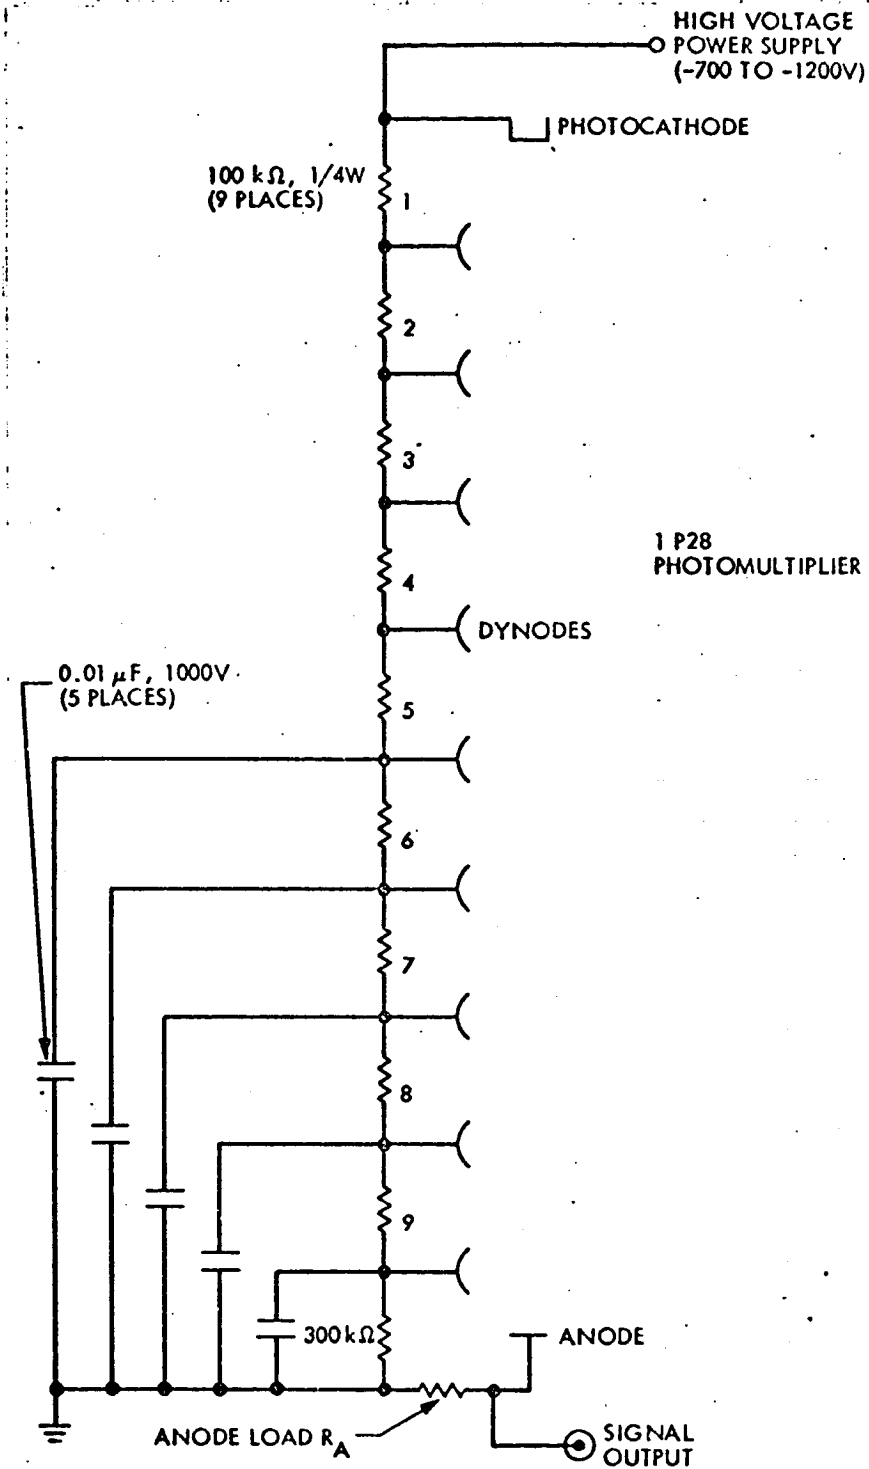 HIGH VOLTAGE
POWER SUPPLY
(-700 TO -1200V)
PHOTOCATHODE
100 kΩ, 1/4W
(9 PLACES)
1
2
3
1 P28
PHOTOMULTIPLIER
4
DYNODES
0.01 μF, 1000V
(5 PLACES)
5
6
7
8
9
300 kΩ
ANODE
ANODE LOAD RA
SIGNAL
OUTPUT